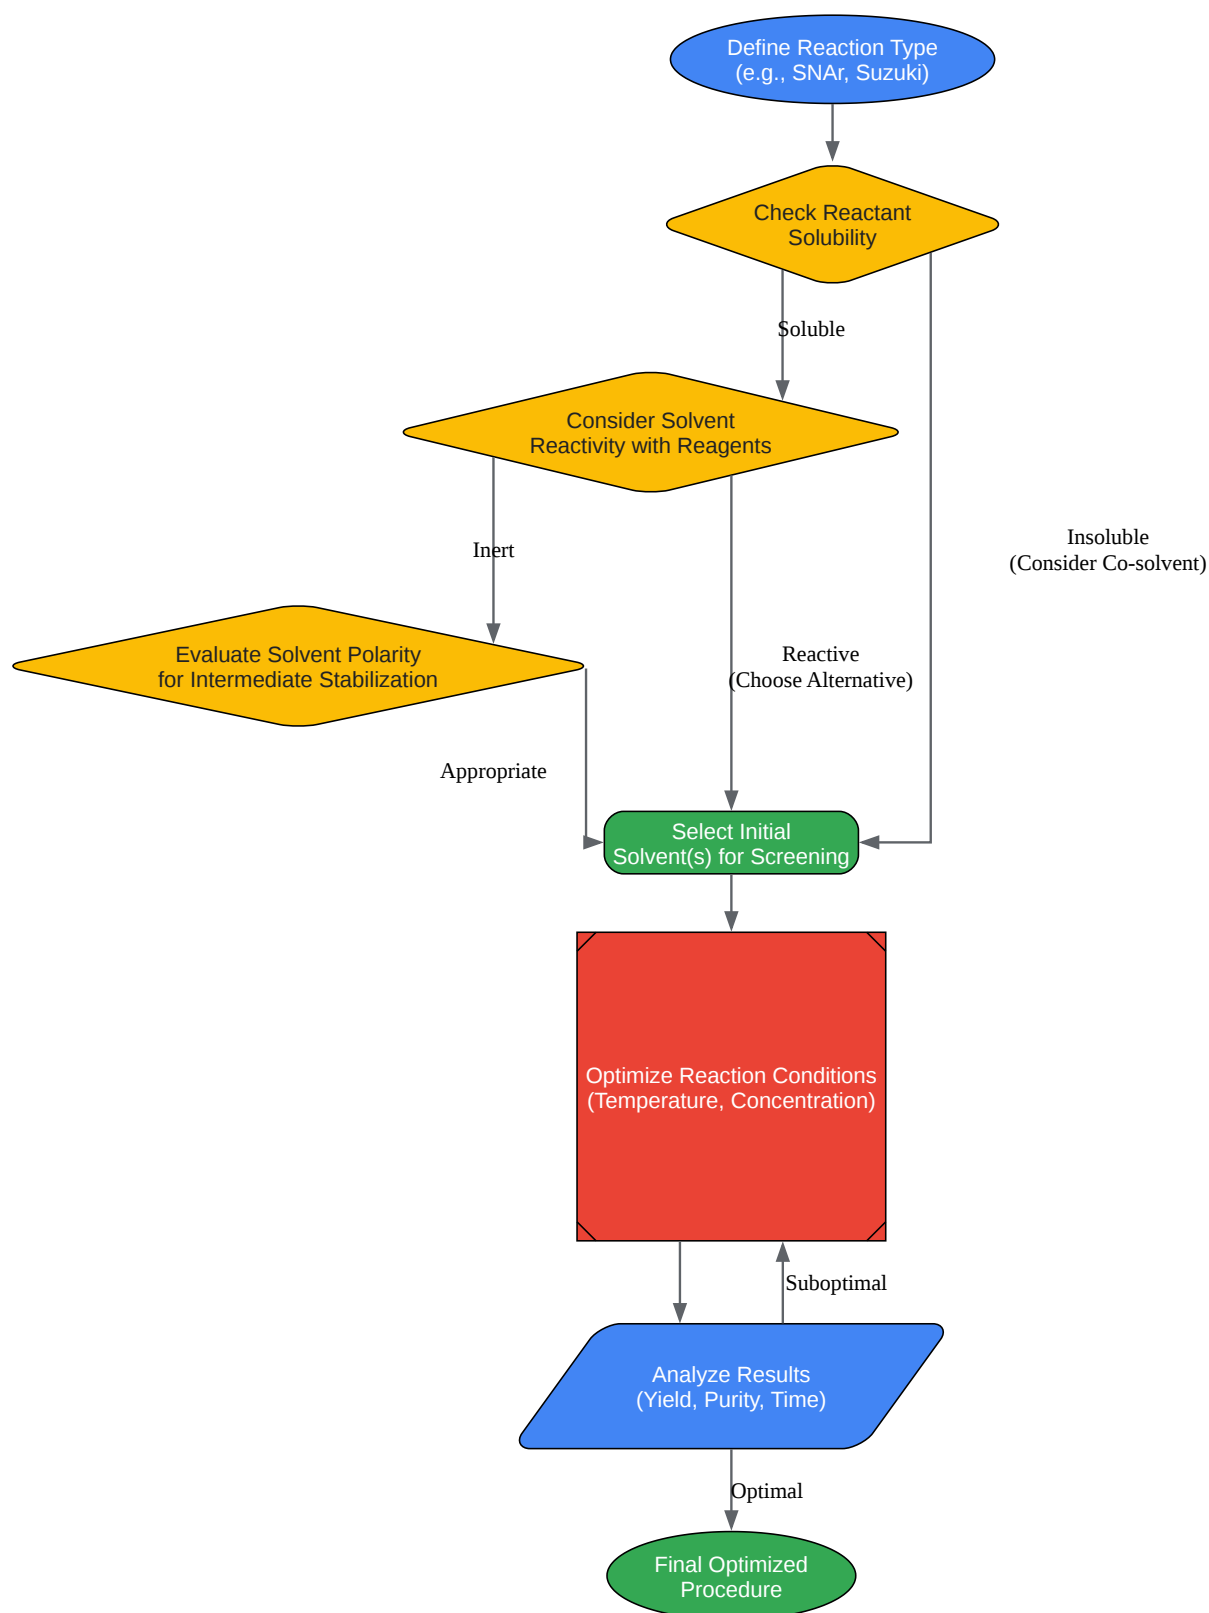 Define Reaction Type
(e.g., SNAr, Suzuki)
Check Reactant
Solubility
Soluble
Consider Solvent
Reactivity with Reagents
Inert
Insoluble
(Consider Co-solvent)
Evaluate Solvent Polarity
for Intermediate Stabilization
Reactive
(Choose Alternative)
Appropriate
Select Initial
Solvent(s) for Screening
Optimize Reaction Conditions
(Temperature, Concentration)
Suboptimal
Analyze Results
(Yield, Purity, Time)
Optimal
Final Optimized
Procedure